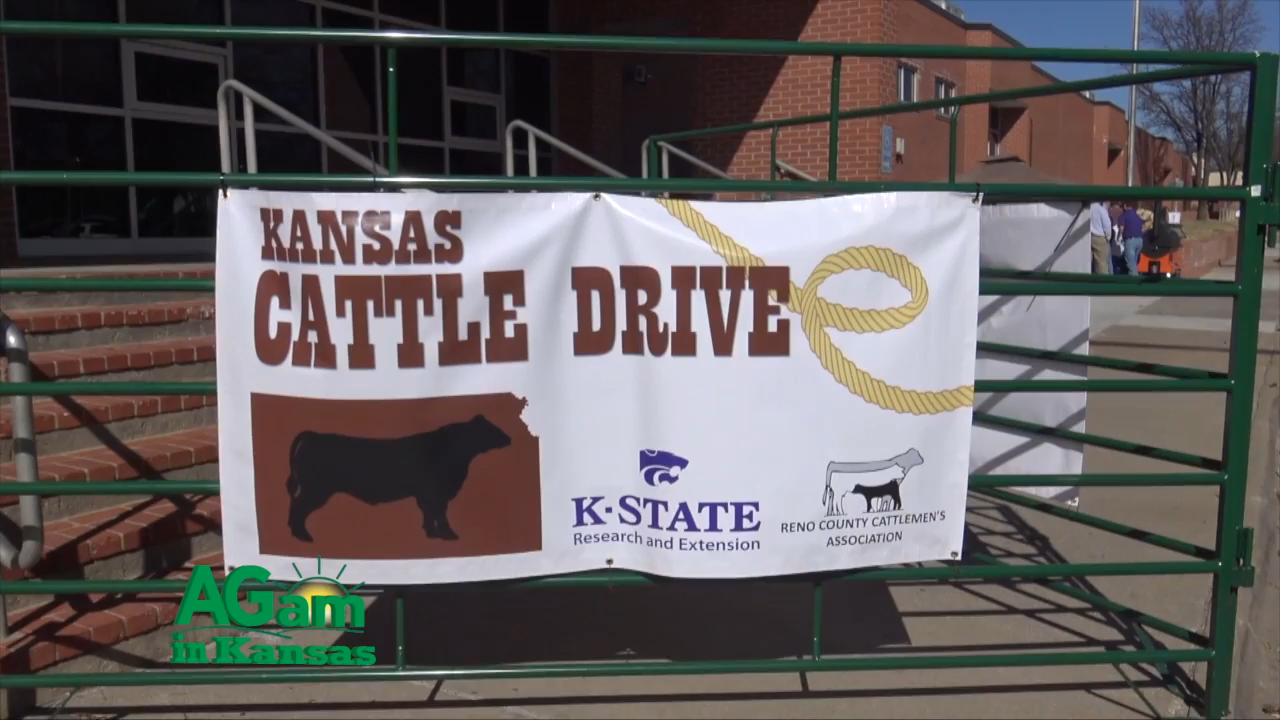 KANSAS
CATTLE DRIVE
K-STATE
Research and Extension
RENO COUNTY CATTLEMEN'S
ASSOCIATION
AGam
in Kansas